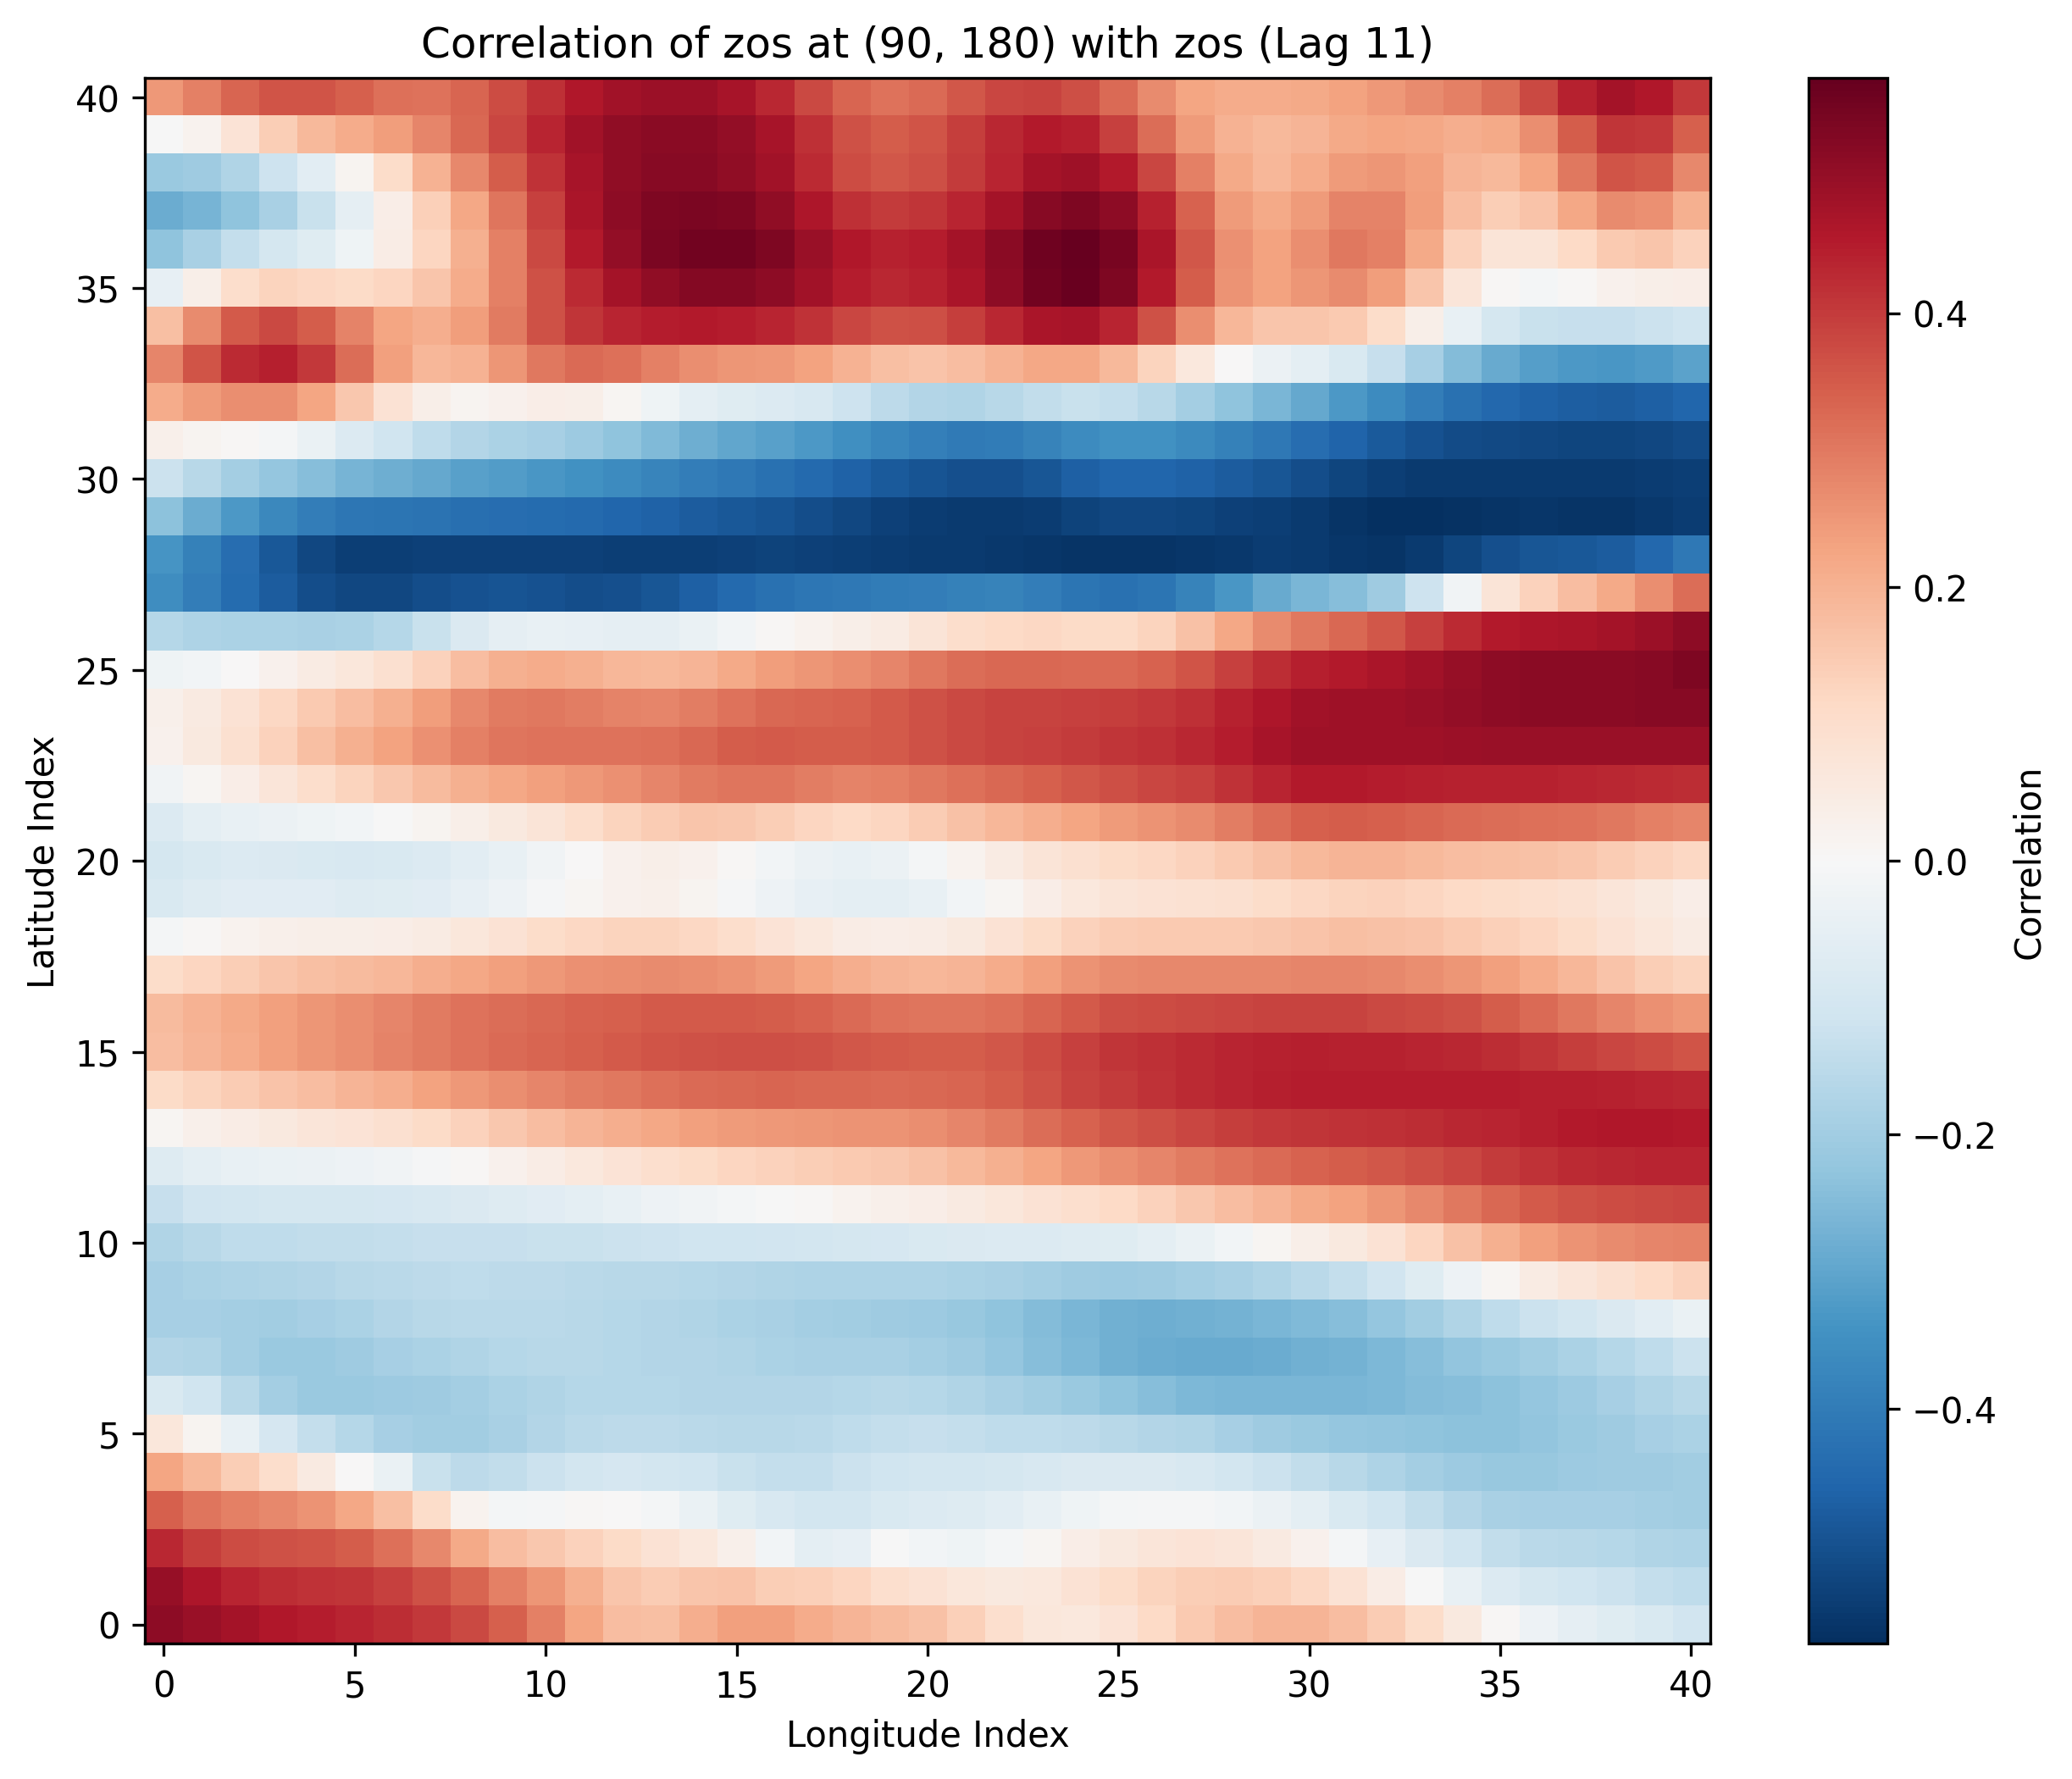 Correlation of zos at (90, 180) with zos (Lag 11)
40
35
30
25
20
15
10
5
0
Latitude Index
0 5 10 15 20 25 30 35 40
Longitude Index
0.4
0.2
0.0
−0.2
−0.4
Correlation